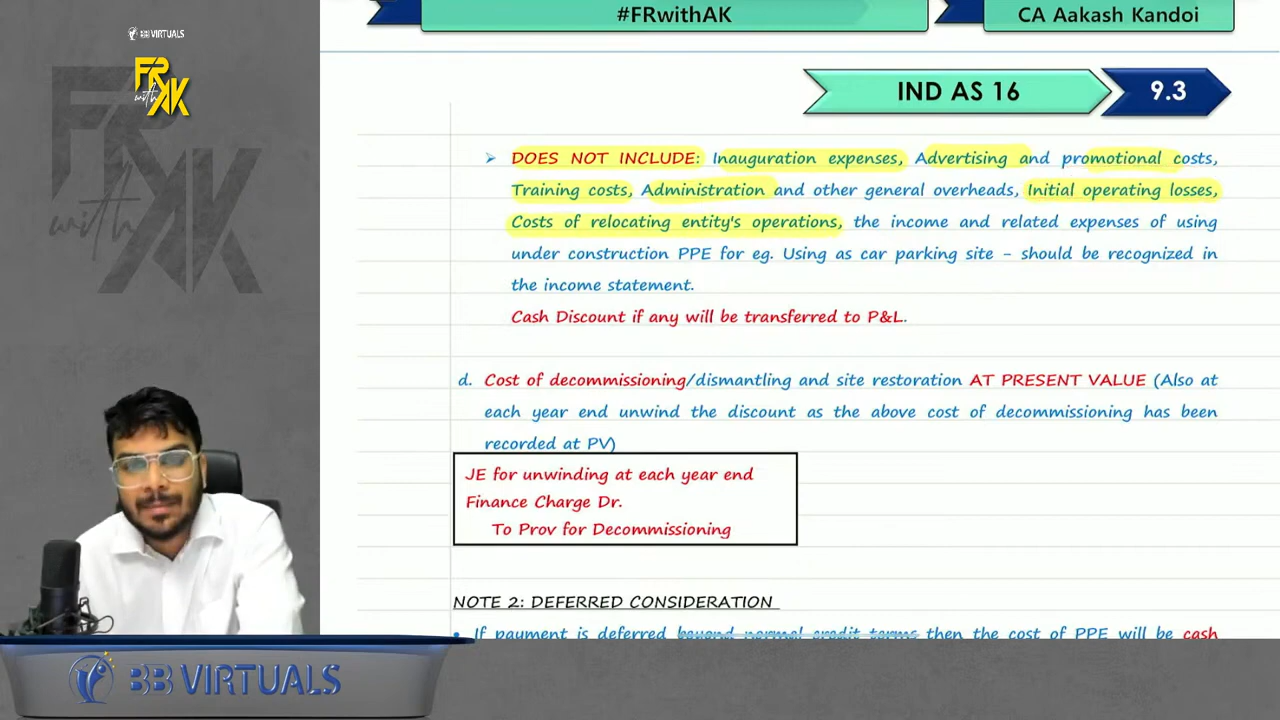 #FRwithAK
CA Aakash Kandoi
BB VIRTUALS
FR
with
AK
IND AS 16
9.3
FR
with
AK
➢ DOES NOT INCLUDE: Inauguration expenses, Advertising and promotional costs,
Training costs, Administration and other general overheads, Initial operating losses,
Costs of relocating entity's operations, the income and related expenses of using
under construction PPE for eg. Using as car parking site - should be recognized in
the income statement.
Cash Discount if any will be transferred to P&L.
d. Cost of decommissioning/dismantling and site restoration AT PRESENT VALUE (Also at
each year end unwind the discount as the above cost of decommissioning has been
recorded at PV)
JE for unwinding at each year end
Finance Charge Dr.
To Prov for Decommissioning
NOTE 2: DEFERRED CONSIDERATION
• If payment is deferred beyond normal credit terms then the cost of PPE will be cash
BB VIRTUALS